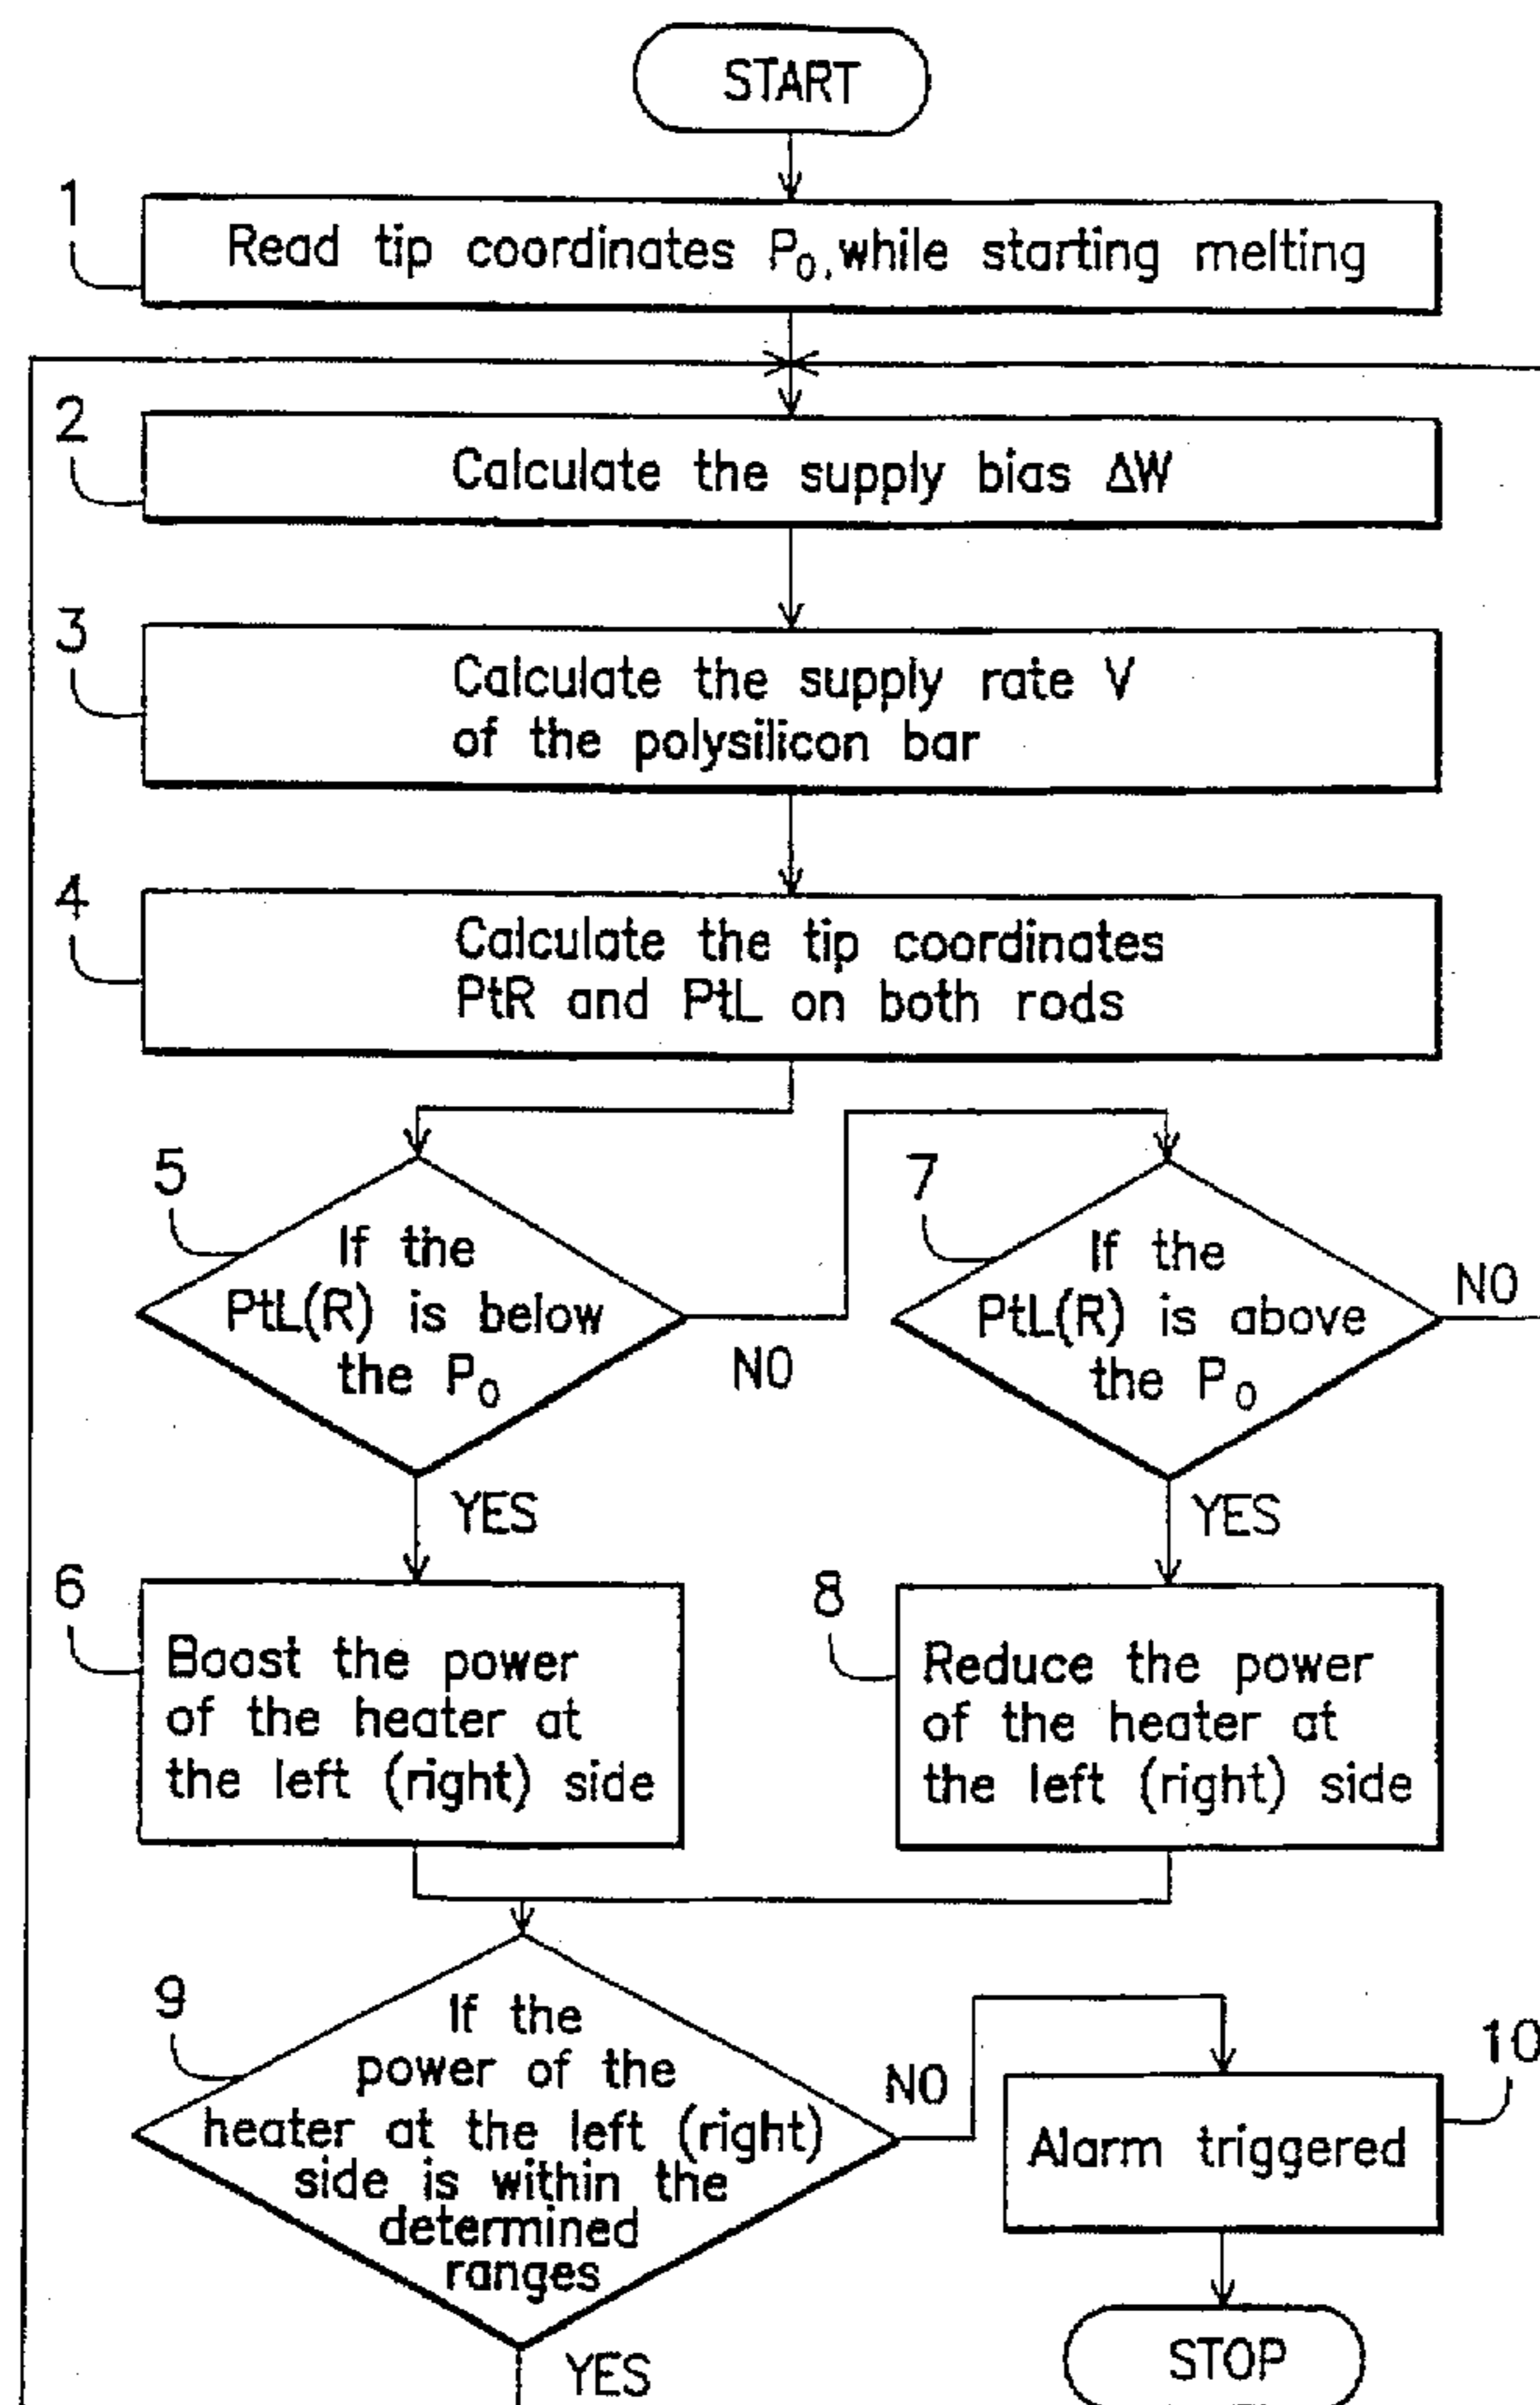 START
1
Read tip coordinates P0, while starting melting
2
Calculate the supply bias ΔW
3
Calculate the supply rate V
of the polysilicon bar
4
Calculate the tip coordinates
PtR and PtL on both rods
5
If the
PtL(R) is below
the P0
NO
YES
7
If the
PtL(R) is above
the P0
NO
YES
6
Boost the power
of the heater at
the left (right) side
8
Reduce the power
of the heater at
the left (right) side
9
If the
power of the
heater at the left (right)
side is within the
determined
ranges
NO
YES
10
Alarm triggered
STOP